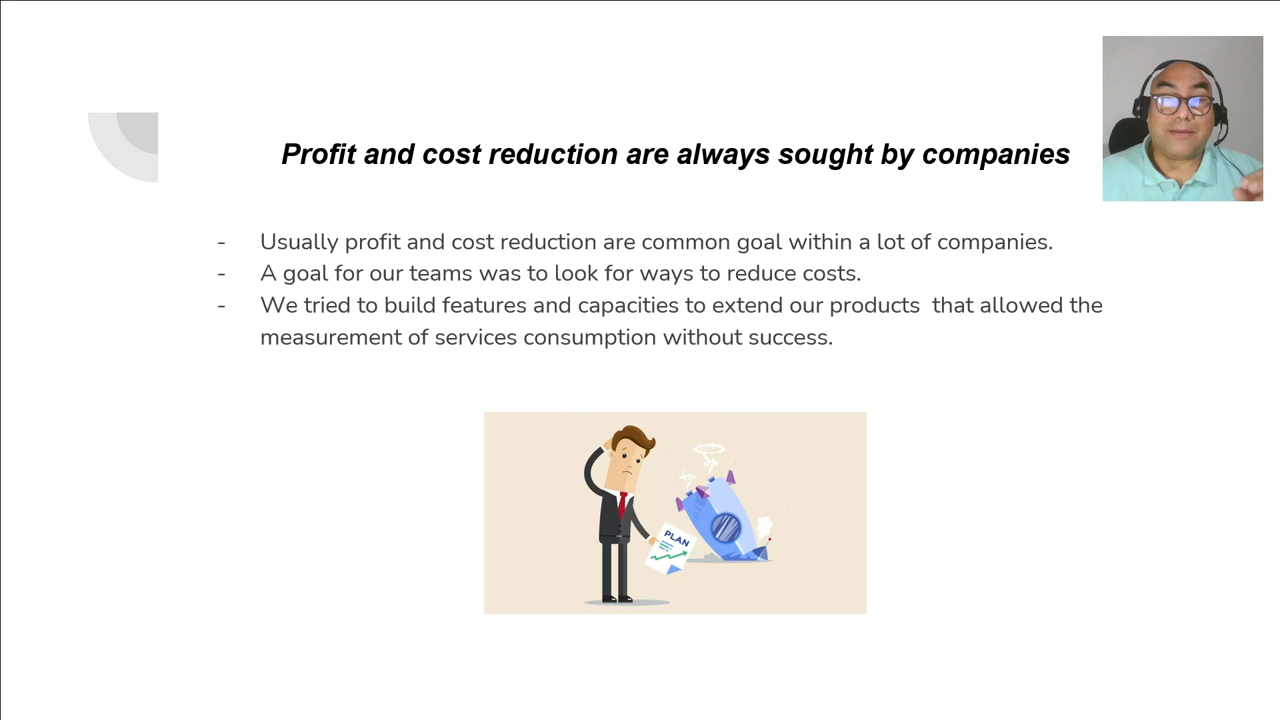 Profit and cost reduction are always sought by companies
- Usually profit and cost reduction are common goal within a lot of companies.
- A goal for our teams was to look for ways to reduce costs.
- We tried to build features and capacities to extend our products  that allowed the
measurement of services consumption without success.
PLAN